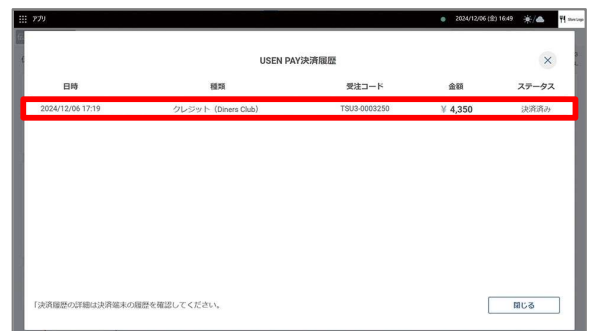 アプリ
2024/12/06 (金) 16:49
USEN PAY決済履歴
日時 種類 受注コード 金額 ステータス
2024/12/06 17:19 クレジット（Diners Club） TSU3-0003250 ¥ 4,350 決済済み
「決済履歴の詳細は決済端末の履歴を確認してください。
閉じる